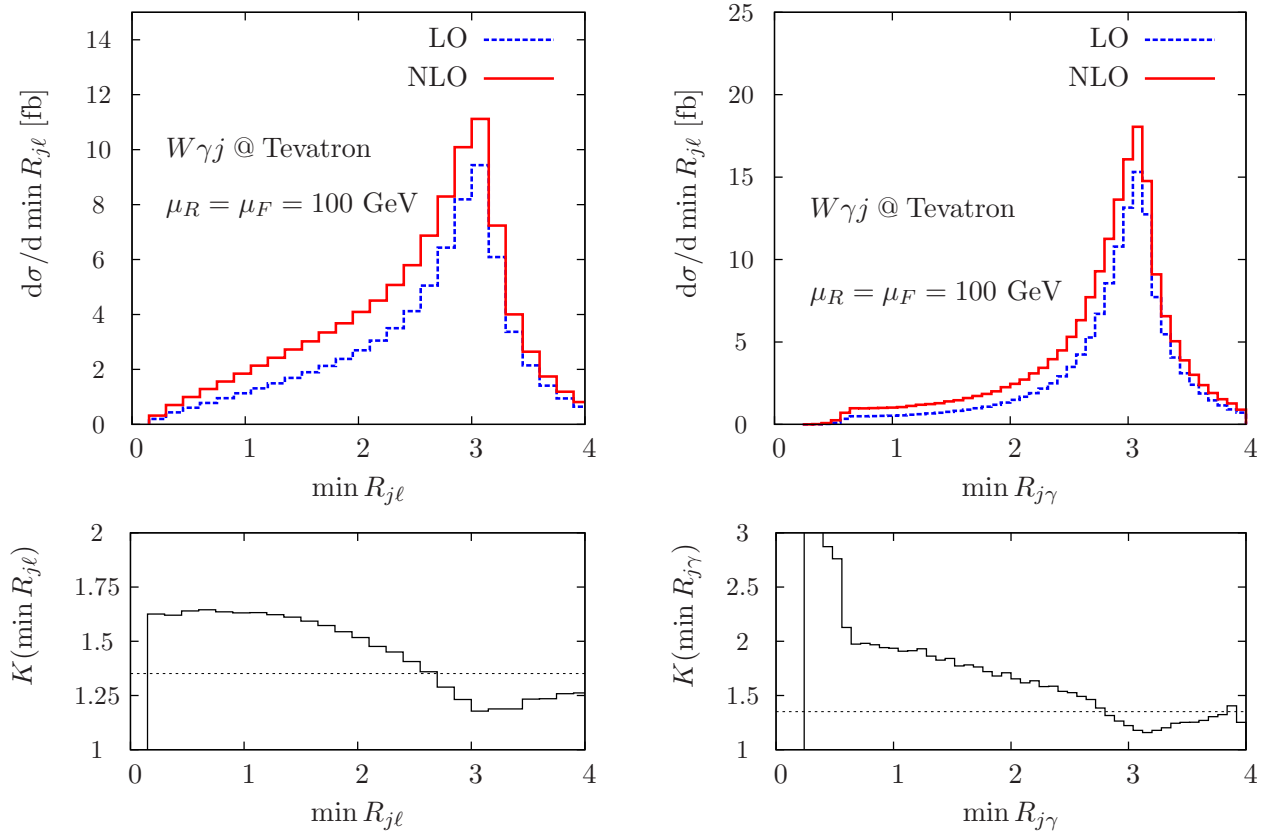 14
12
10
8
6
4
2
0
dσ/d min R_{jℓ} [fb]
LO
NLO
Wγj @ Tevatron
μ_R = μ_F = 100 GeV
0 1 2 3 4
min R_{jℓ}
25
20
15
10
5
0
dσ/d min R_{jℓ} [fb]
LO
NLO
Wγj @ Tevatron
μ_R = μ_F = 100 GeV
0 1 2 3 4
min R_{jγ}
2
1.75
1.5
1.25
1
K(min R_{jℓ})
0 1 2 3 4
min R_{jℓ}
3
2.5
2
1.5
1
K(min R_{jγ})
0 1 2 3 4
min R_{jγ}